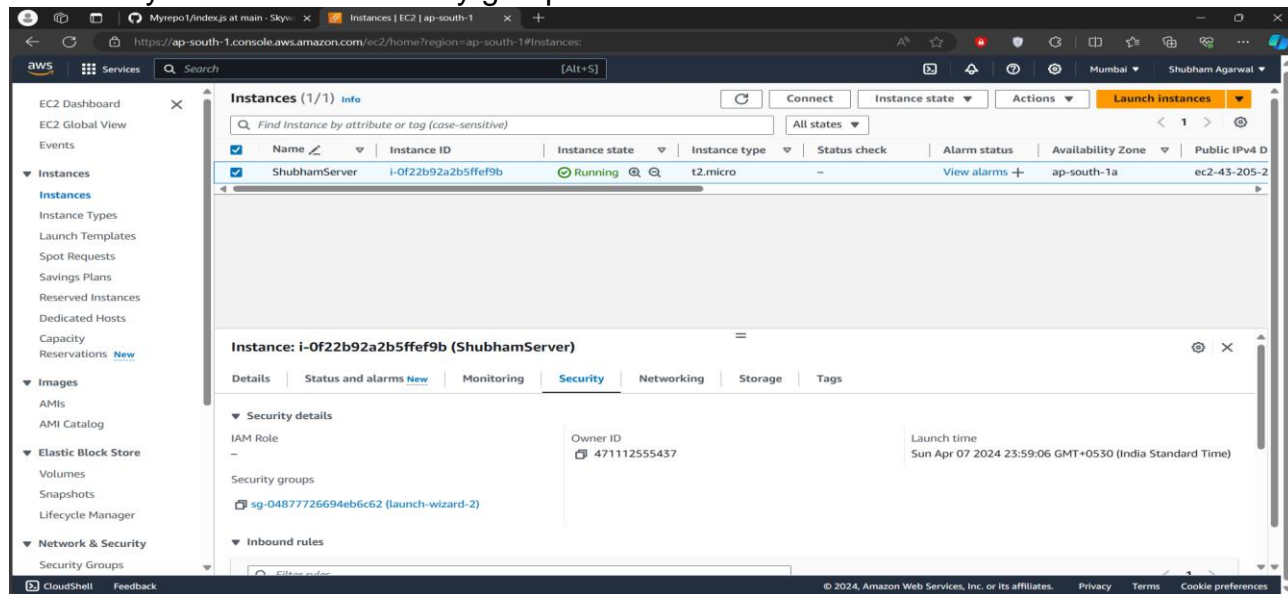 Myrepo1/index.js at main · Skyw
Instances | EC2 | ap-south-1
https://ap-south-1.console.aws.amazon.com/ec2/home?region=ap-south-1#Instances:
aws Services Search [Alt+S] Mumbai ▼ Shubham Agarwal ▼
EC2 Dashboard
EC2 Global View
Events
Instances
Instances
Instance Types
Launch Templates
Spot Requests
Savings Plans
Reserved Instances
Dedicated Hosts
Capacity
Reservations New
Images
AMIs
AMI Catalog
Elastic Block Store
Volumes
Snapshots
Lifecycle Manager
Network & Security
Security Groups
Instances (1/1) Info Connect Instance state ▼ Actions ▼ Launch instances ▼
Find Instance by attribute or tag (case-sensitive) All states ▼ < 1 >
Name Instance ID Instance state Instance type Status check Alarm status Availability Zone Public IPv4 D
ShubhamServer i-0f22b92a2b5ffef9b Running t2.micro – View alarms + ap-south-1a ec2-43-205-2
Instance: i-0f22b92a2b5ffef9b (ShubhamServer)
Details Status and alarms New Monitoring Security Networking Storage Tags
Security details
IAM Role Owner ID Launch time
– 471112555437 Sun Apr 07 2024 23:59:06 GMT+0530 (India Standard Time)
Security groups
sg-04877726694eb6c62 (launch-wizard-2)
Inbound rules
Filter rules < 1 >
CloudShell Feedback © 2024, Amazon Web Services, Inc. or its affiliates. Privacy Terms Cookie preferences